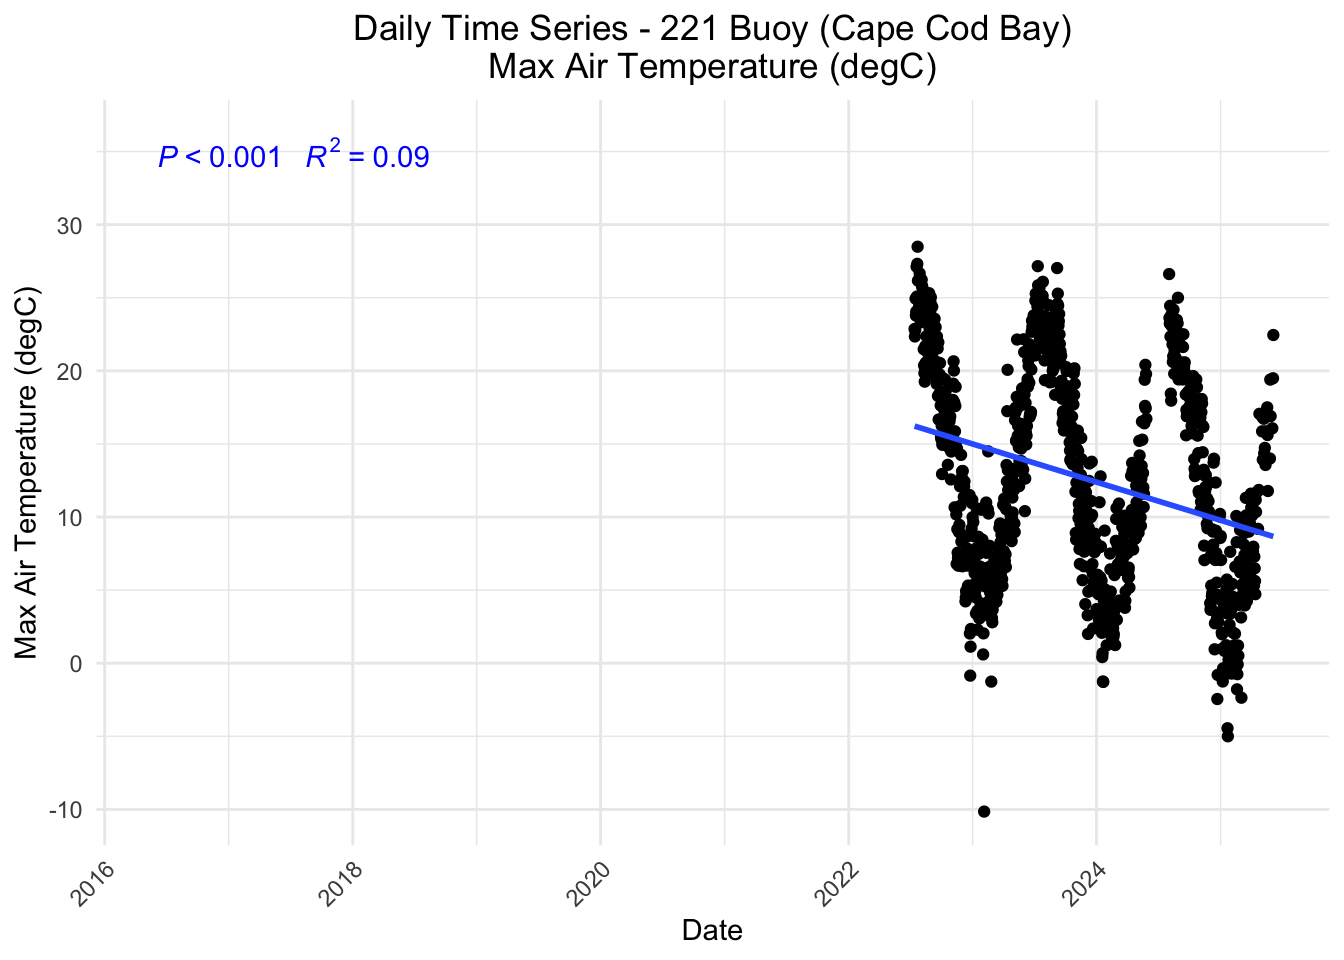 Daily Time Series - 221 Buoy (Cape Cod Bay)
Max Air Temperature (degC)
P < 0.001 R² = 0.09
Max Air Temperature (degC)
30
20
10
0
-10
2016
2018
2020
2022
2024
Date